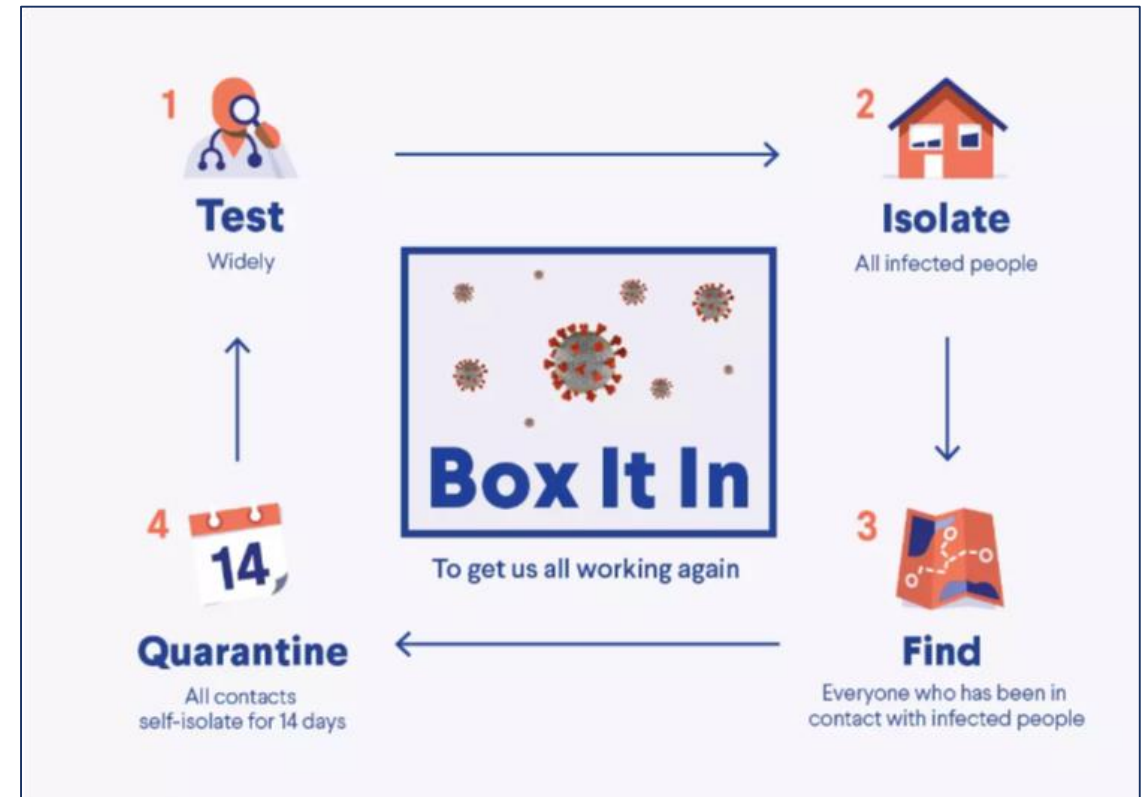 1
Test
Widely
2
Isolate
All infected people
Box It In
To get us all working again
3
Find
Everyone who has been in
contact with infected people
4
14
Quarantine
All contacts
self-isolate for 14 days